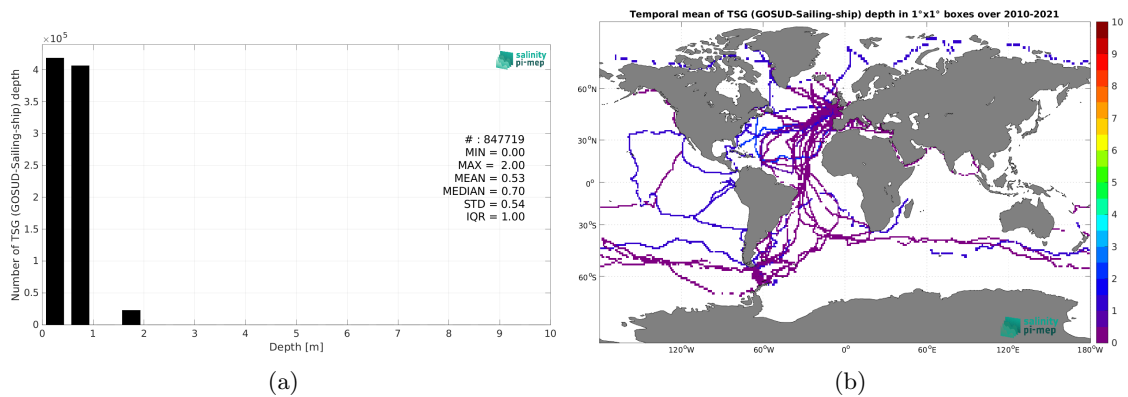 × 10⁵
4
3.5
3
2.5
2
1.5
1
0.5
0
Number of TSG (GOSUD-Sailing-ship) depth
salinity
pi-mep
# : 847719
MIN = 0.00
MAX = 2.00
MEAN = 0.53
MEDIAN = 0.70
STD = 0.54
IQR = 1.00
0 1 2 3 4 5 6 7 8 9 10
Depth [m]
(a)
Temporal mean of TSG (GOSUD-Sailing-ship) depth in 1°x1° boxes over 2010-2021
60°N
30°N
0°
30°S
60°S
120°W 60°W 0° 60°E 120°E 180°W
salinity
pi-mep
10
9
8
7
6
5
4
3
2
1
0
(b)